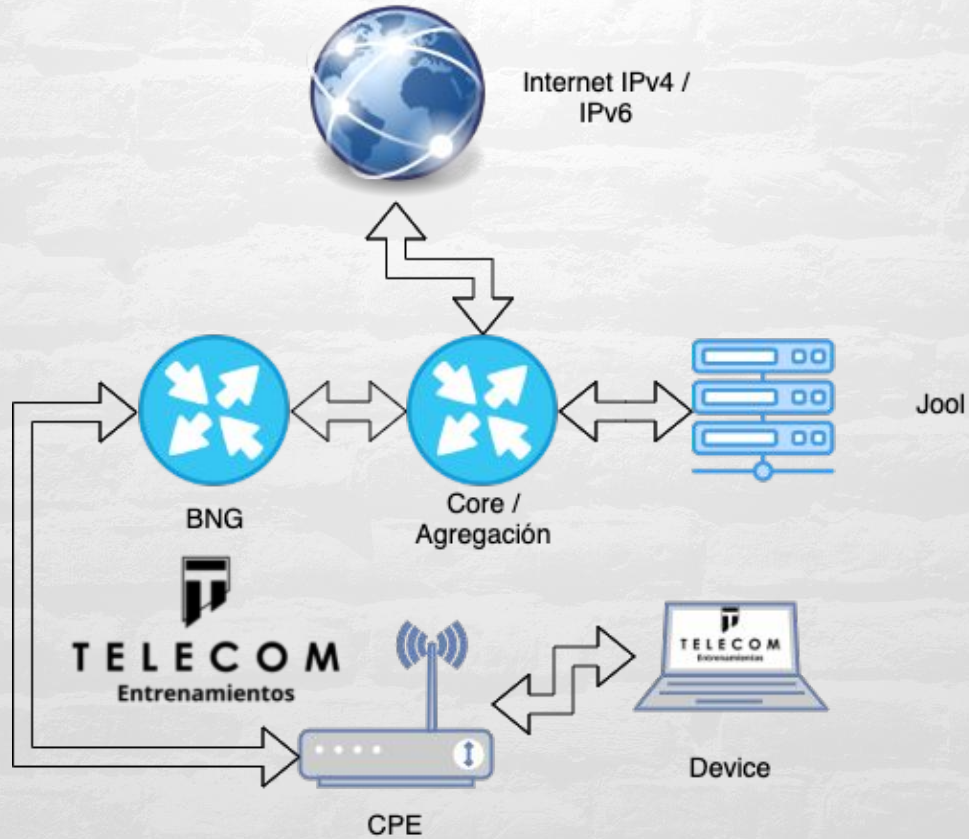 Internet IPv4 /
IPv6
Jool
BNG
Core /
Agregación
TELECOM
Entrenamientos
TELECOM
Entrenamientos
Device
CPE